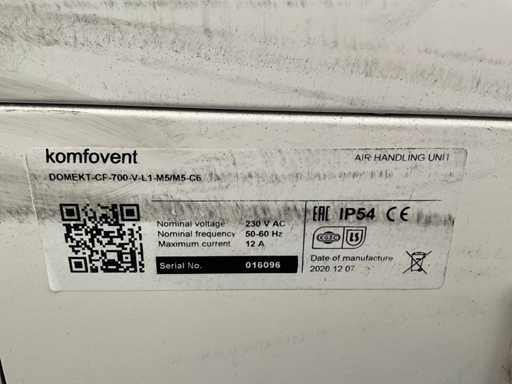 komfovent
AIR HANDLING UNIT
DOMEKT-CF-700-V-L1-M5/M5-C6
Nominal voltage 230 V AC
Nominal frequency 50-60 Hz
Maximum current 12 A
Serial No. 016096
EAC IP54 CE
LS
Date of manufacture
2020 12 07